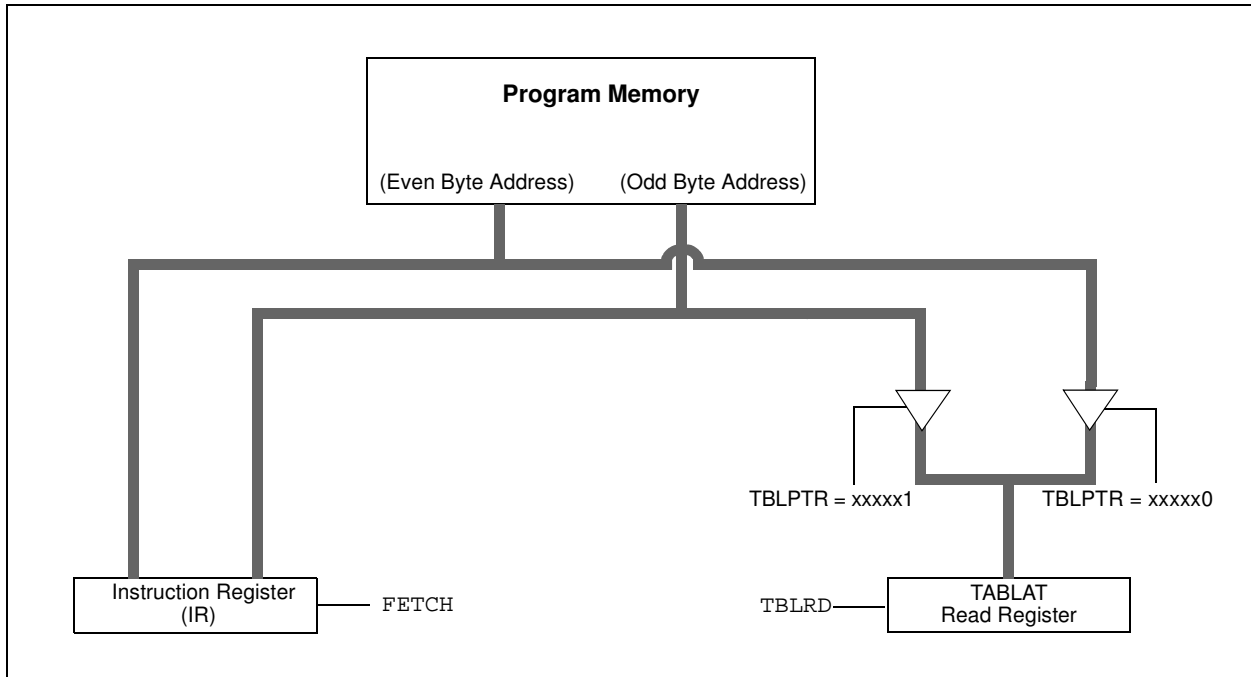 Program Memory
(Even Byte Address)
(Odd Byte Address)
TBLPTR = xxxxx1
TBLPTR = xxxxx0
Instruction Register
(IR)
FETCH
TBLRD
TABLAT
Read Register